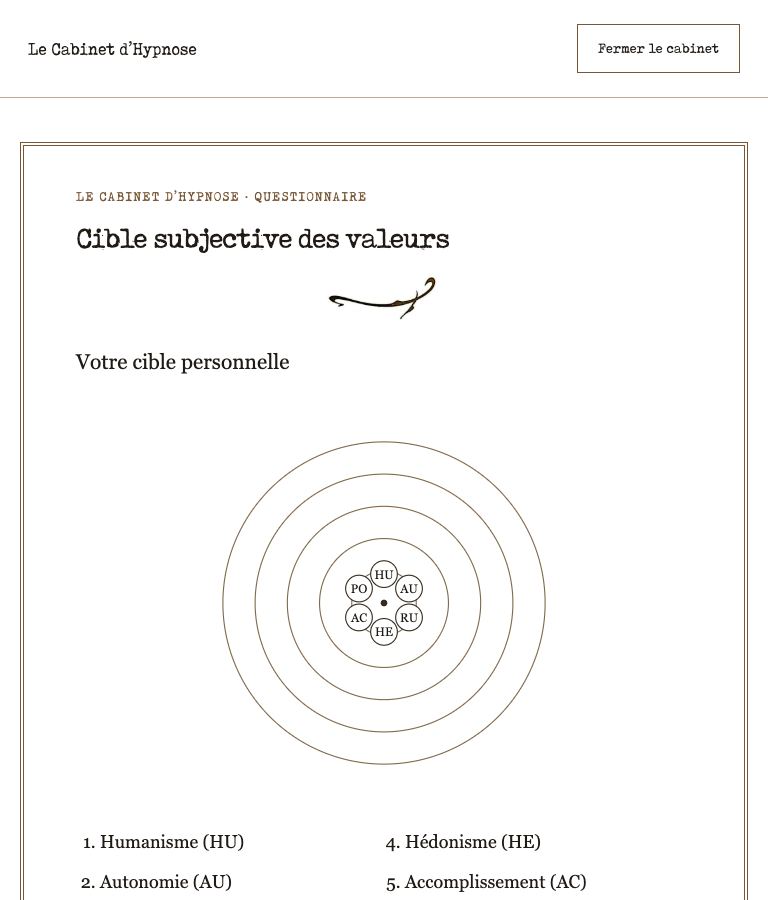 Le Cabinet d’Hypnose
Fermer le cabinet
LE CABINET D’HYPNOSE · QUESTIONNAIRE
Cible subjective des valeurs
Votre cible personnelle
HU
PO
AU
AC
RU
HE
1. Humanisme (HU)
4. Hédonisme (HE)
2. Autonomie (AU)
5. Accomplissement (AC)